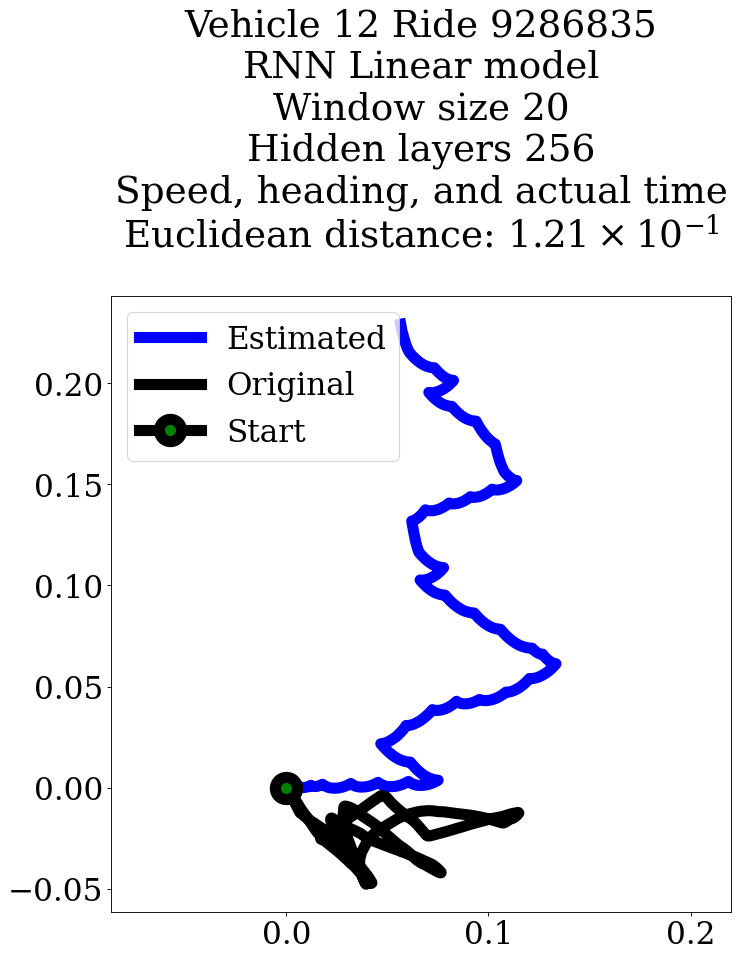 Vehicle 12 Ride 9286835
RNN Linear model
Window size 20
Hidden layers 256
Speed, heading, and actual time
Euclidean distance: 1.21 × 10⁻¹
Estimated
Original
Start
0.20
0.15
0.10
0.05
0.00
−0.05
0.0 0.1 0.2